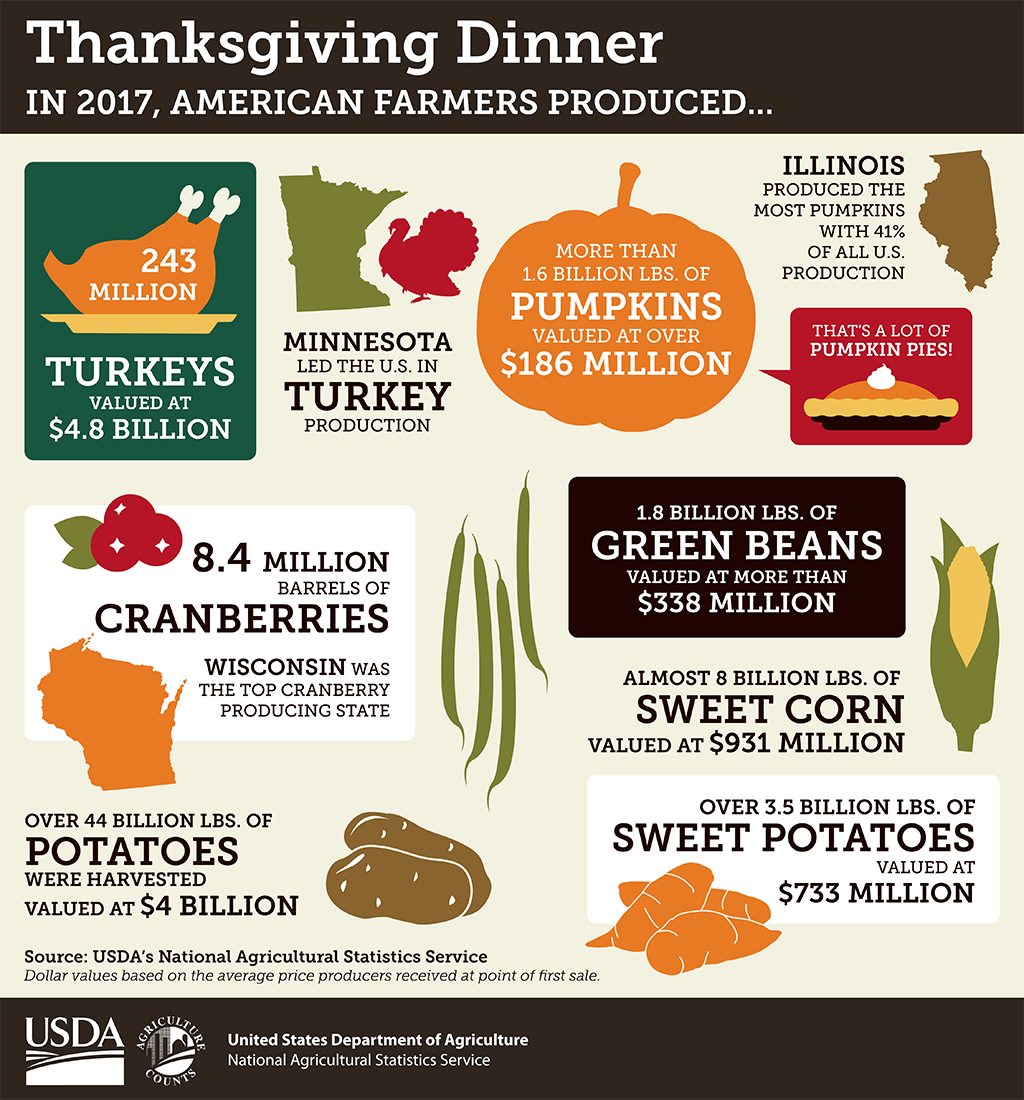 Thanksgiving Dinner
IN 2017, AMERICAN FARMERS PRODUCED...
243
MILLION
TURKEYS
VALUED AT
$4.8 BILLION
MINNESOTA
LED THE U.S. IN
TURKEY
PRODUCTION
MORE THAN
1.6 BILLION LBS. OF
PUMPKINS
VALUED AT OVER
$186 MILLION
ILLINOIS
PRODUCED THE
MOST PUMPKINS
WITH 41%
OF ALL U.S.
PRODUCTION
THAT'S A LOT OF
PUMPKIN PIES!
8.4 MILLION
BARRELS OF
CRANBERRIES
WISCONSIN WAS
THE TOP CRANBERRY
PRODUCING STATE
1.8 BILLION LBS. OF
GREEN BEANS
VALUED AT MORE THAN
$338 MILLION
ALMOST 8 BILLION LBS. OF
SWEET CORN
VALUED AT $931 MILLION
OVER 44 BILLION LBS. OF
POTATOES
WERE HARVESTED
VALUED AT $4 BILLION
OVER 3.5 BILLION LBS. OF
SWEET POTATOES
VALUED AT
$733 MILLION
Source: USDA's National Agricultural Statistics Service
Dollar values based on the average price producers received at point of first sale.
USDA
AGRICULTURE
COUNTS
United States Department of Agriculture
National Agricultural Statistics Service